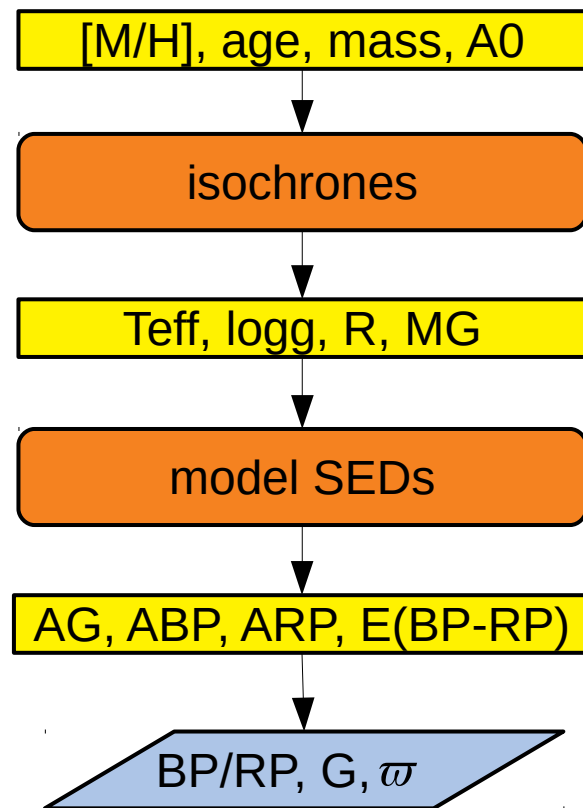 [M/H], age, mass, A0
isochrones
Teff, logg, R, MG
model SEDs
AG, ABP, ARP, E(BP-RP)
BP/RP, G, ϖ